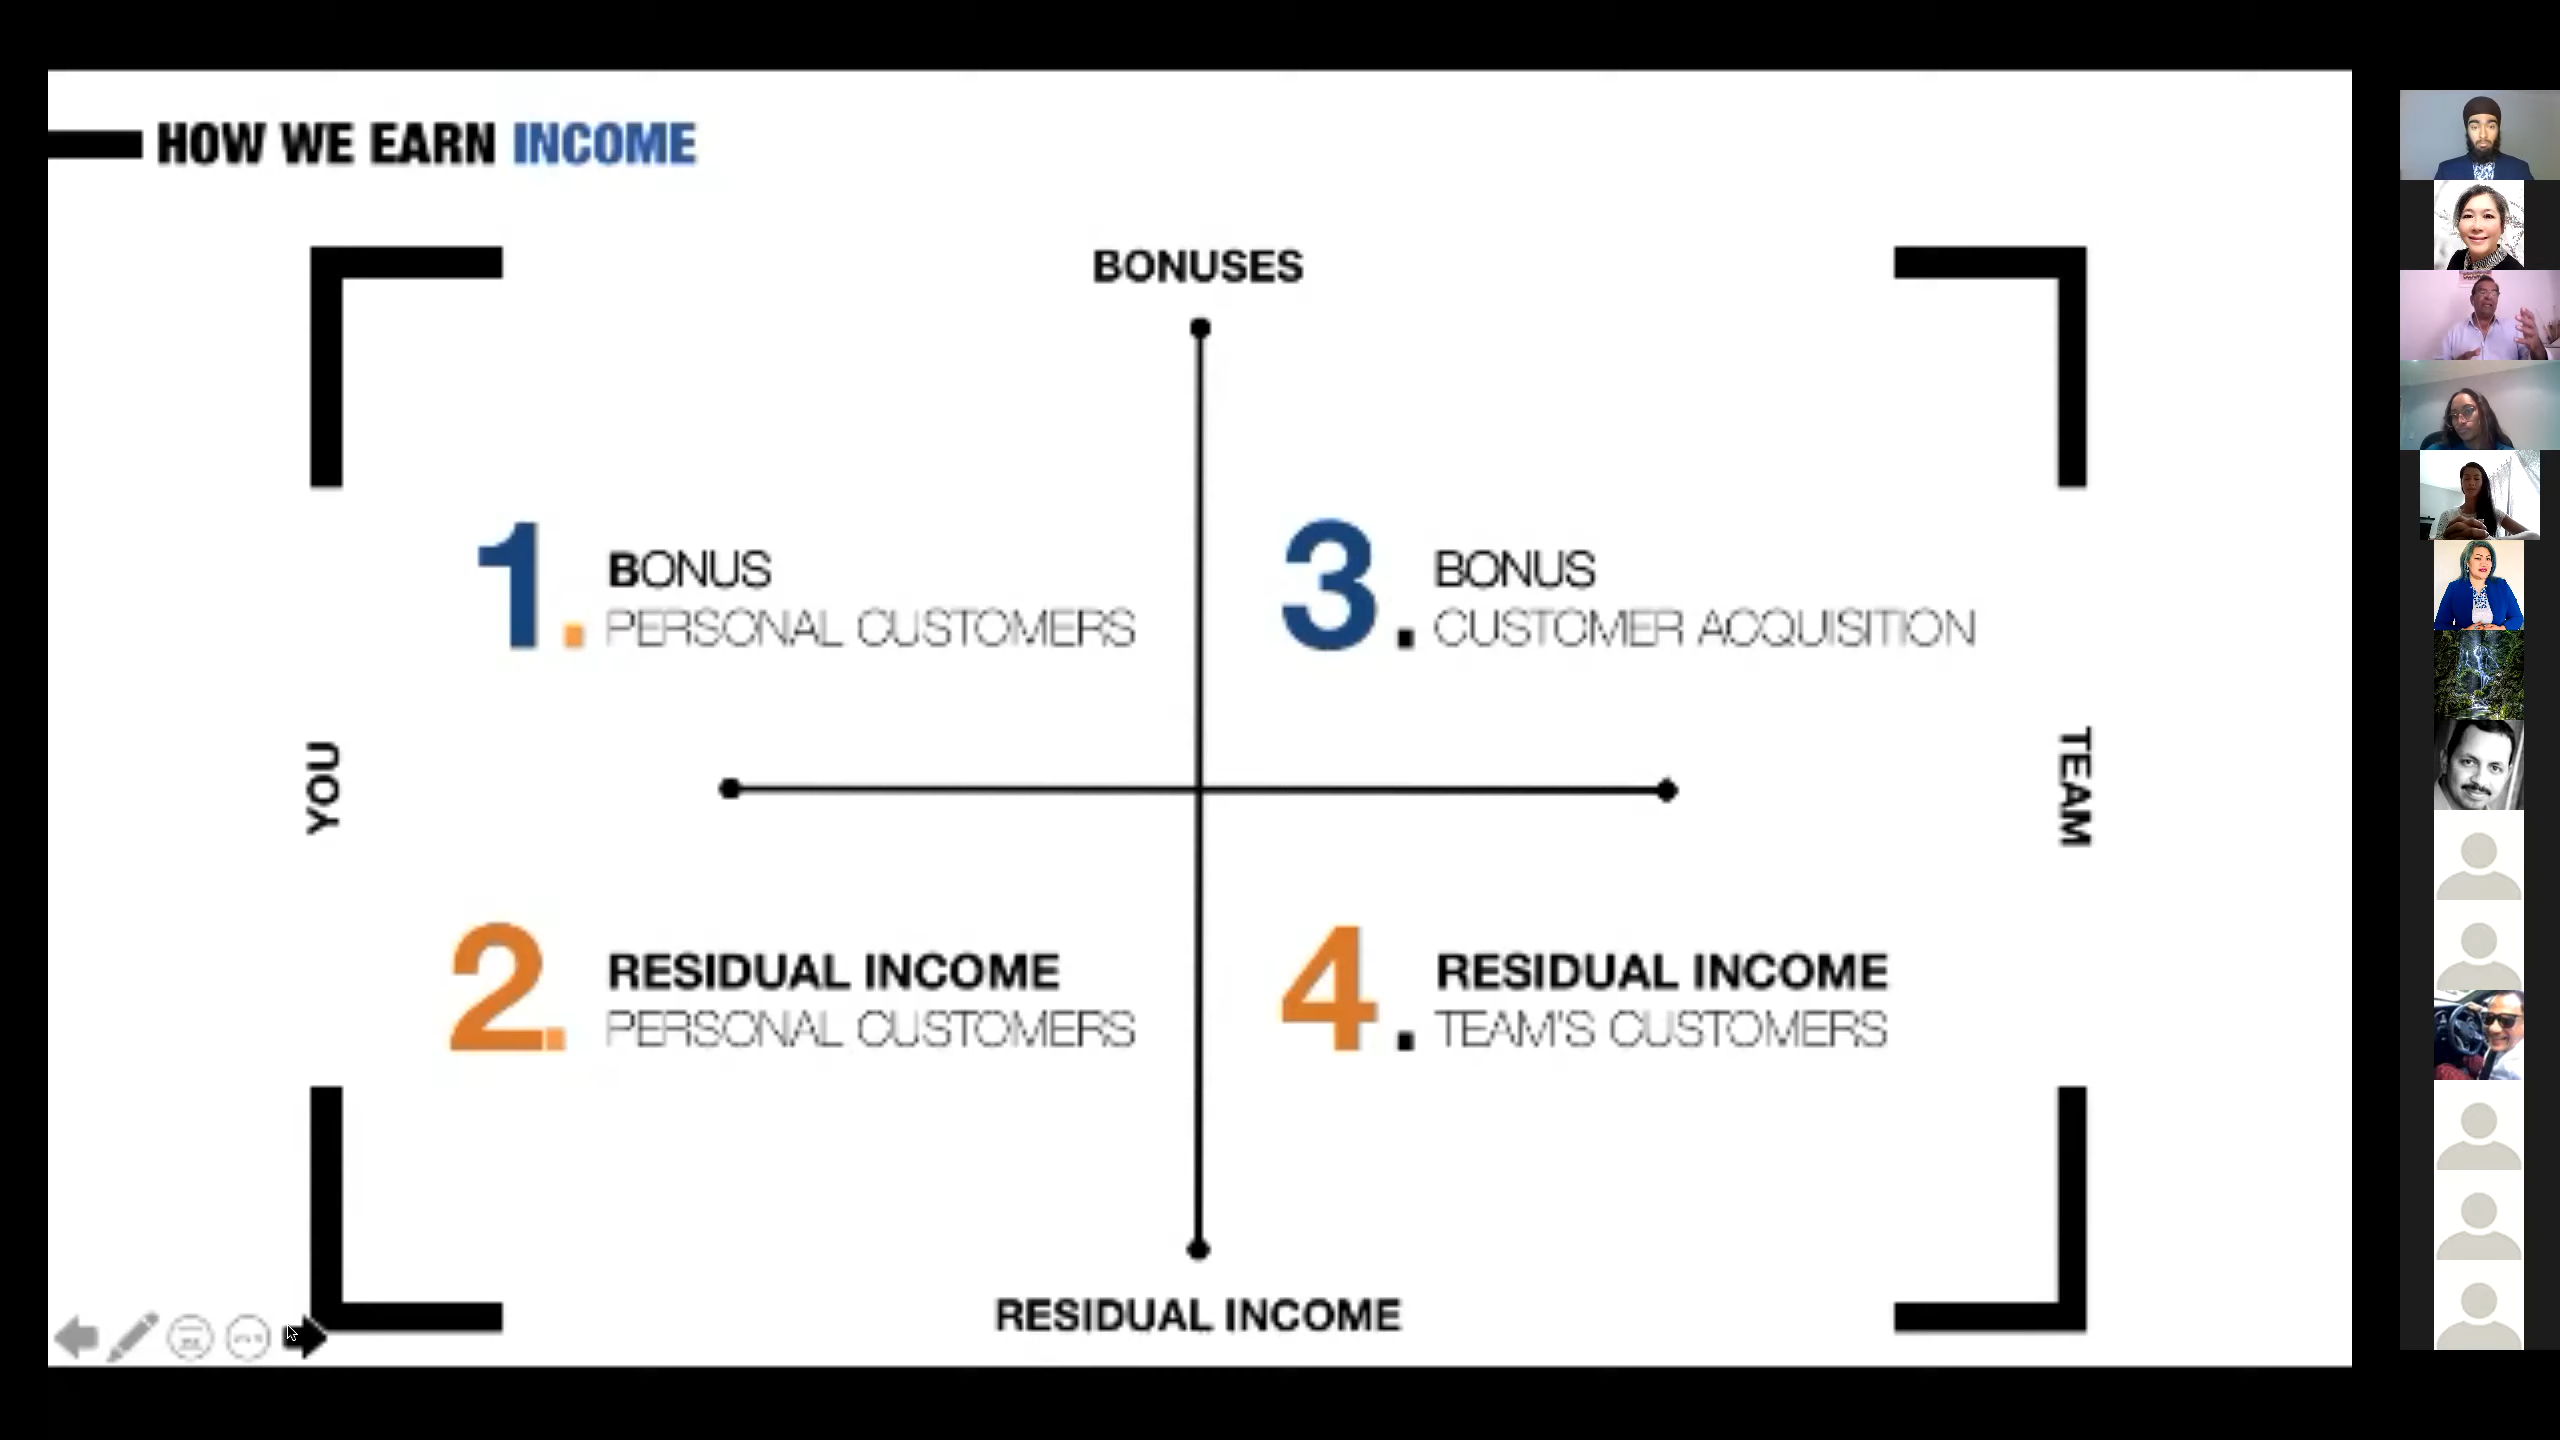 HOW WE EARN INCOME
BONUSES
1. BONUS
PERSONAL CUSTOMERS
3. BONUS
CUSTOMER ACQUISITION
YOU
TEAM
2. RESIDUAL INCOME
PERSONAL CUSTOMERS
4. RESIDUAL INCOME
TEAM'S CUSTOMERS
RESIDUAL INCOME